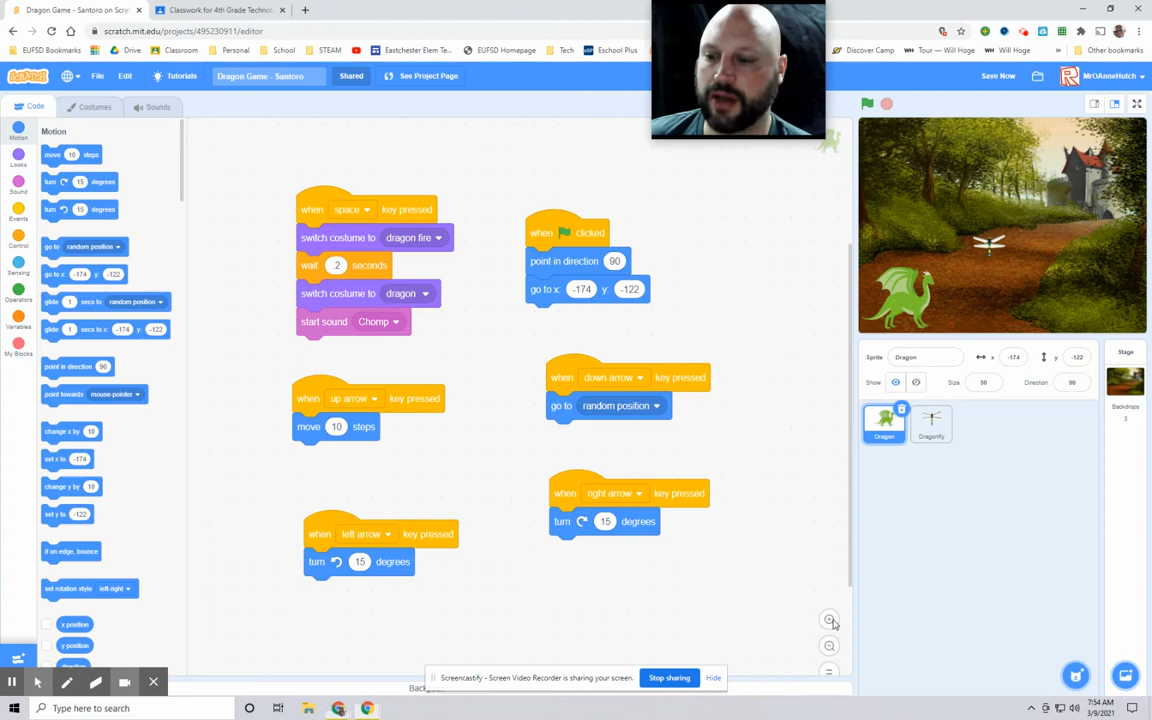 Dragon Game - Santoro on Scrat
Classwork for 4th Grade Technol
scratch.mit.edu/projects/495230911/editor
EUFSD Bookmarks
Drive
Classroom
Personal
School
STEAM
Eastchester Elem Te...
EUFSD Homepage
Tech
Eschool Plus
Discover Camp
WH Tour — Will Hoge
WH Will Hoge
Other bookmarks
SCRATCH
File
Edit
Tutorials
Dragon Game - Santoro
Shared
See Project Page
Save Now
MrOAnneHutch
Code
Costumes
Sounds
Motion
Looks
Sound
Events
Control
Sensing
Operators
Variables
My Blocks
Motion
move 10 steps
turn 15 degrees
turn 15 degrees
go to random position
go to x: -174 y: -122
glide 1 secs to random position
glide 1 secs to x: -174 y: -122
point in direction 90
point towards mouse-pointer
change x by 10
set x to -174
change y by 10
set y to -122
if on edge, bounce
set rotation style left-right
x position
y position
when space key pressed
switch costume to dragon fire
wait .2 seconds
switch costume to dragon
start sound Chomp
when clicked
point in direction 90
go to x: -174 y: -122
when up arrow key pressed
move 10 steps
when down arrow key pressed
go to random position
when left arrow key pressed
turn 15 degrees
when right arrow key pressed
turn 15 degrees
Sprite
Dragon
x -174
y -122
Show
Size 50
Direction 90
Dragon
Dragonfly
Stage
Backdrops
3
Screencastify - Screen Video Recorder is sharing your screen.
Stop sharing
Hide
Type here to search
7:54 AM
3/9/2021